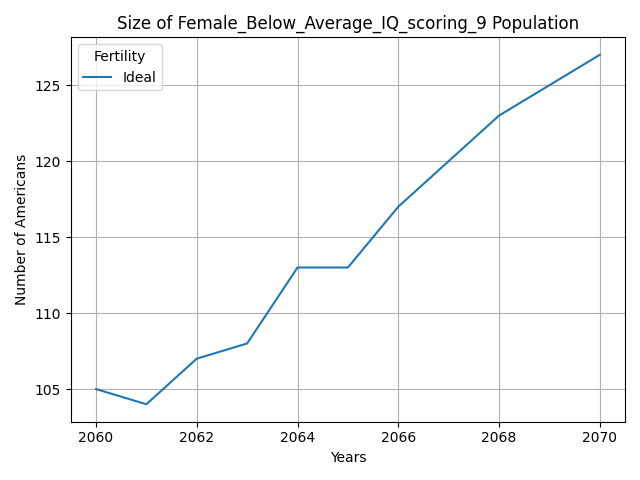 Size of Female_Below_Average_IQ_scoring_9 Population
Fertility
Ideal
Number of Americans
125
120
115
110
105
2060 2062 2064 2066 2068 2070
Years